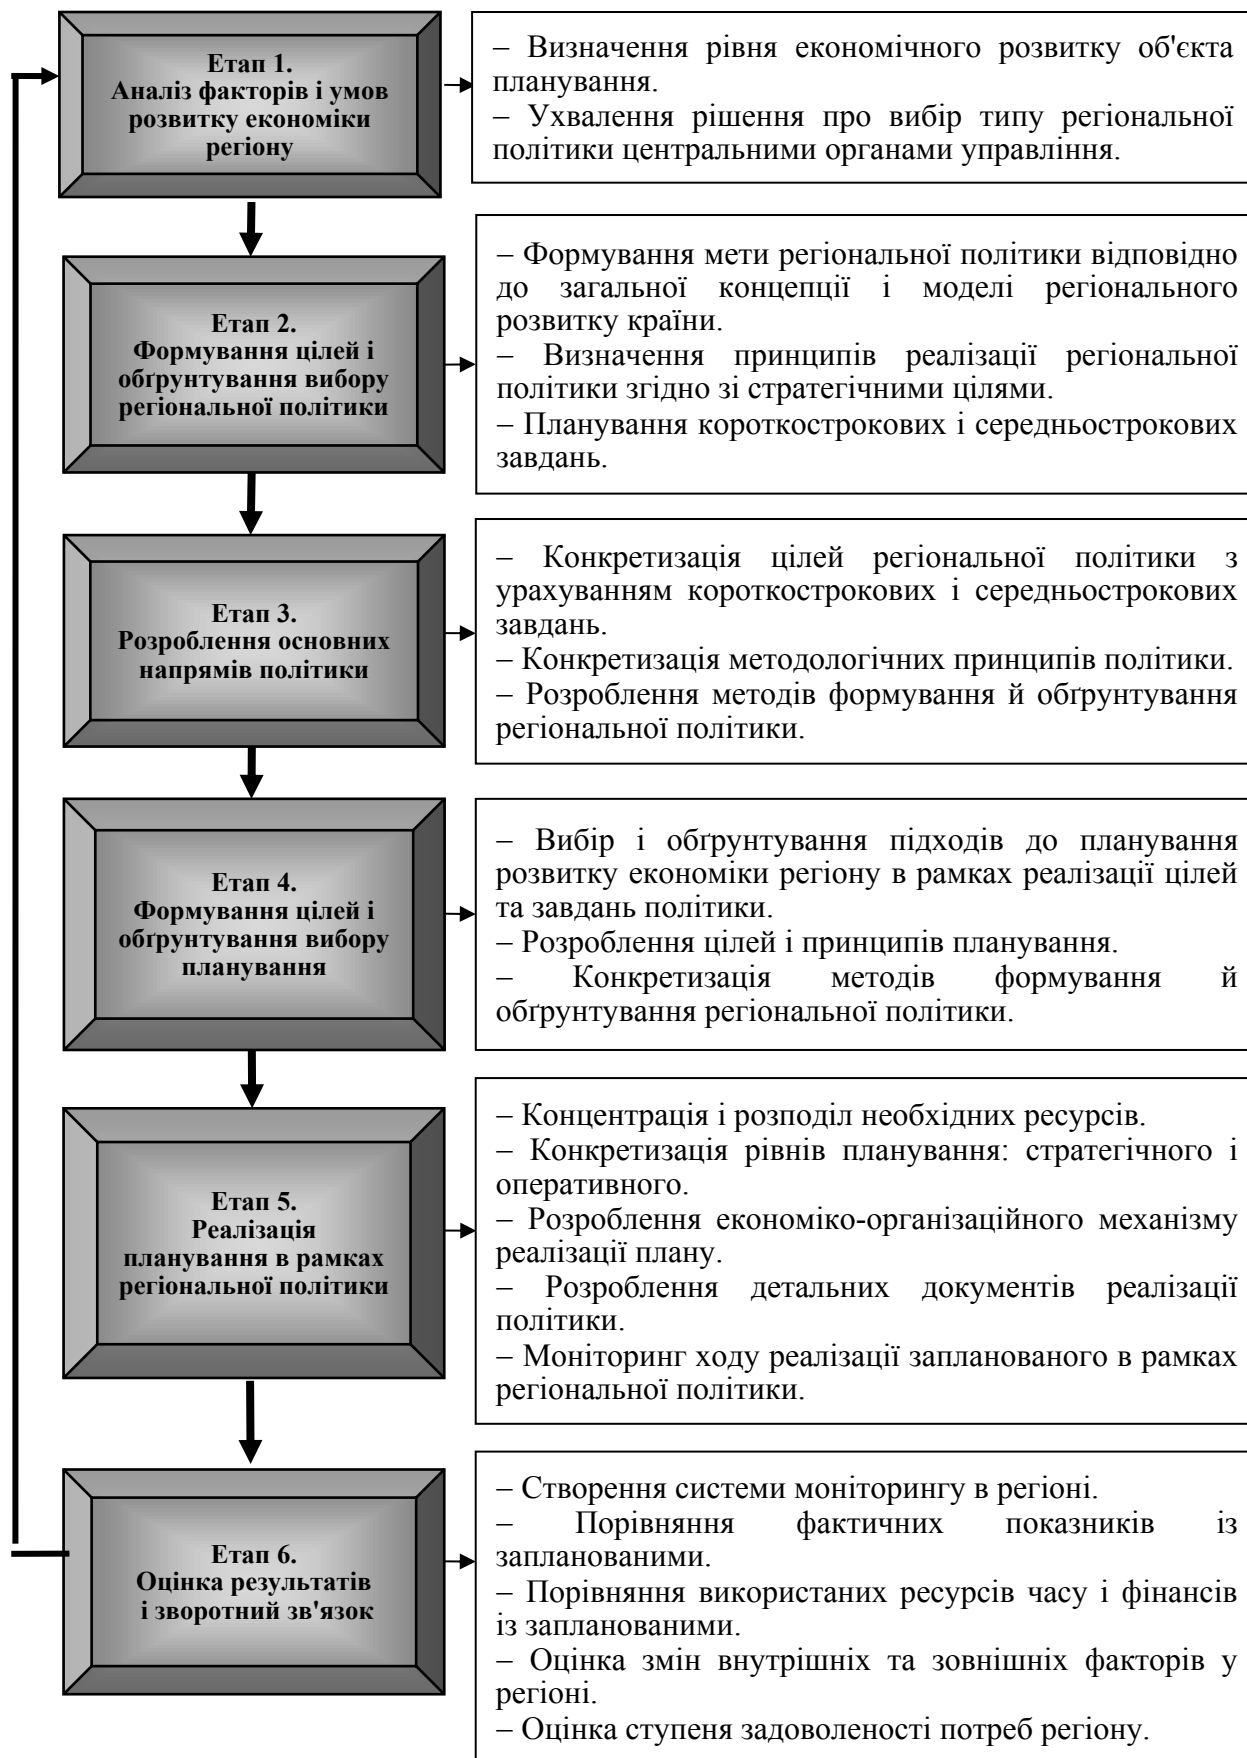 Етап 1.
Аналіз факторів і умов
розвитку економіки
регіону
– Визначення рівня економічного розвитку об'єкта
планування.
– Ухвалення рішення про вибір типу регіональної
політики центральними органами управління.
Етап 2.
Формування цілей і
обґрунтування вибору
регіональної політики
– Формування мети регіональної політики відповідно
до загальної концепції і моделі регіонального
розвитку країни.
– Визначення принципів реалізації регіональної
політики згідно зі стратегічними цілями.
– Планування короткострокових і середньострокових
завдань.
Етап 3.
Розроблення основних
напрямів політики
– Конкретизація цілей регіональної політики з
урахуванням короткострокових і середньострокових
завдань.
– Конкретизація методологічних принципів політики.
– Розроблення методів формування й обґрунтування
регіональної політики.
Етап 4.
Формування цілей і
обґрунтування вибору
планування
– Вибір і обґрунтування підходів до планування
розвитку економіки регіону в рамках реалізації цілей
та завдань політики.
– Розроблення цілей і принципів планування.
– Конкретизація методів формування й
обґрунтування регіональної політики.
Етап 5.
Реалізація
планування в рамках
регіональної політики
– Концентрація і розподіл необхідних ресурсів.
– Конкретизація рівнів планування: стратегічного і
оперативного.
– Розроблення економіко-організаційного механізму
реалізації плану.
– Розроблення детальних документів реалізації
політики.
– Моніторинг ходу реалізації запланованого в рамках
регіональної політики.
Етап 6.
Оцінка результатів
і зворотний зв'язок
– Створення системи моніторингу в регіоні.
– Порівняння фактичних показників із
запланованими.
– Порівняння використаних ресурсів часу і фінансів
із запланованими.
– Оцінка змін внутрішніх та зовнішніх факторів у
регіоні.
– Оцінка ступеня задоволеності потреб регіону.